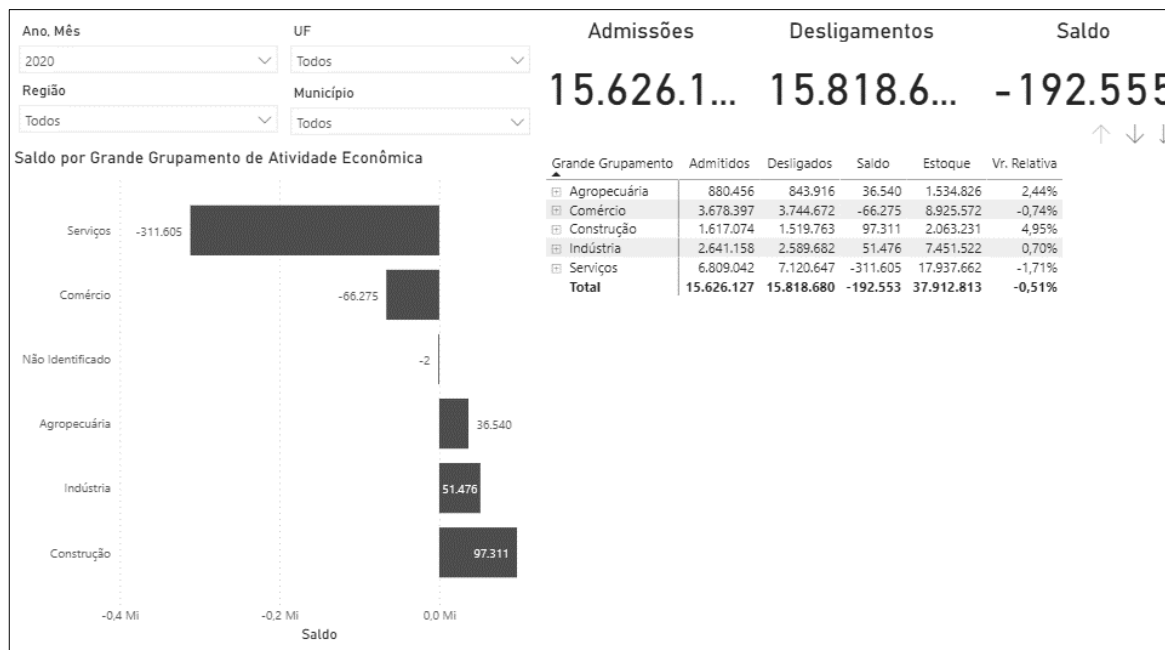 Ano, Mês
UF
2020
Todos
Região
Município
Todos
Todos
Admissões
Desligamentos
Saldo
15.626.1...
15.818.6...
-192.555
Saldo por Grande Grupamento de Atividade Econômica
Serviços -311.605
Comércio -66.275
Não Identificado -2
Agropecuária 36.540
Indústria 51.476
Construção 97.311
-0,4 Mi -0,2 Mi 0,0 Mi
Saldo
Grande Grupamento Admitidos Desligados Saldo Estoque Vr. Relativa
Agropecuária 880.456 843.916 36.540 1.534.826 2,44%
Comércio 3.678.397 3.744.672 -66.275 8.925.572 -0,74%
Construção 1.617.074 1.519.763 97.311 2.063.231 4,95%
Indústria 2.641.158 2.589.682 51.476 7.451.522 0,70%
Serviços 6.809.042 7.120.647 -311.605 17.937.662 -1,71%
Total 15.626.127 15.818.680 -192.553 37.912.813 -0,51%